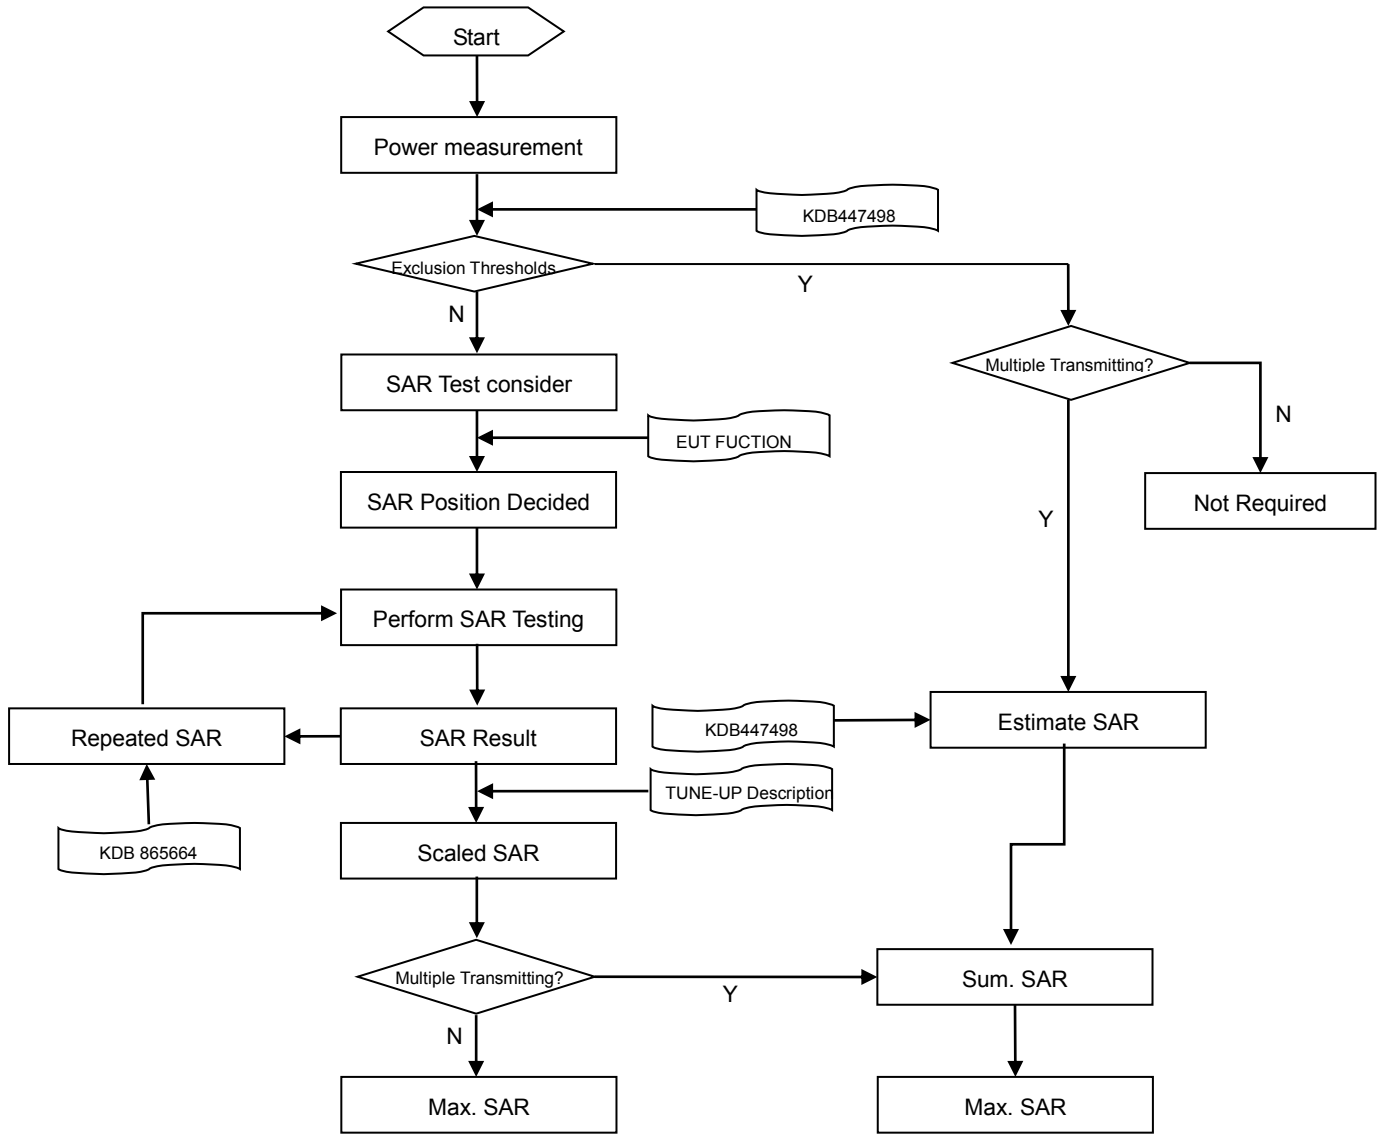 Start
Power measurement
KDB447498
Exclusion Thresholds
Y
N
Multiple Transmitting?
SAR Test consider
N
EUT FUCTION
SAR Position Decided
Not Required
Y
Perform SAR Testing
Repeated SAR
SAR Result
KDB447498
Estimate SAR
TUNE-UP Description
KDB 865664
Scaled SAR
Multiple Transmitting?
Y
Sum. SAR
N
Max. SAR
Max. SAR